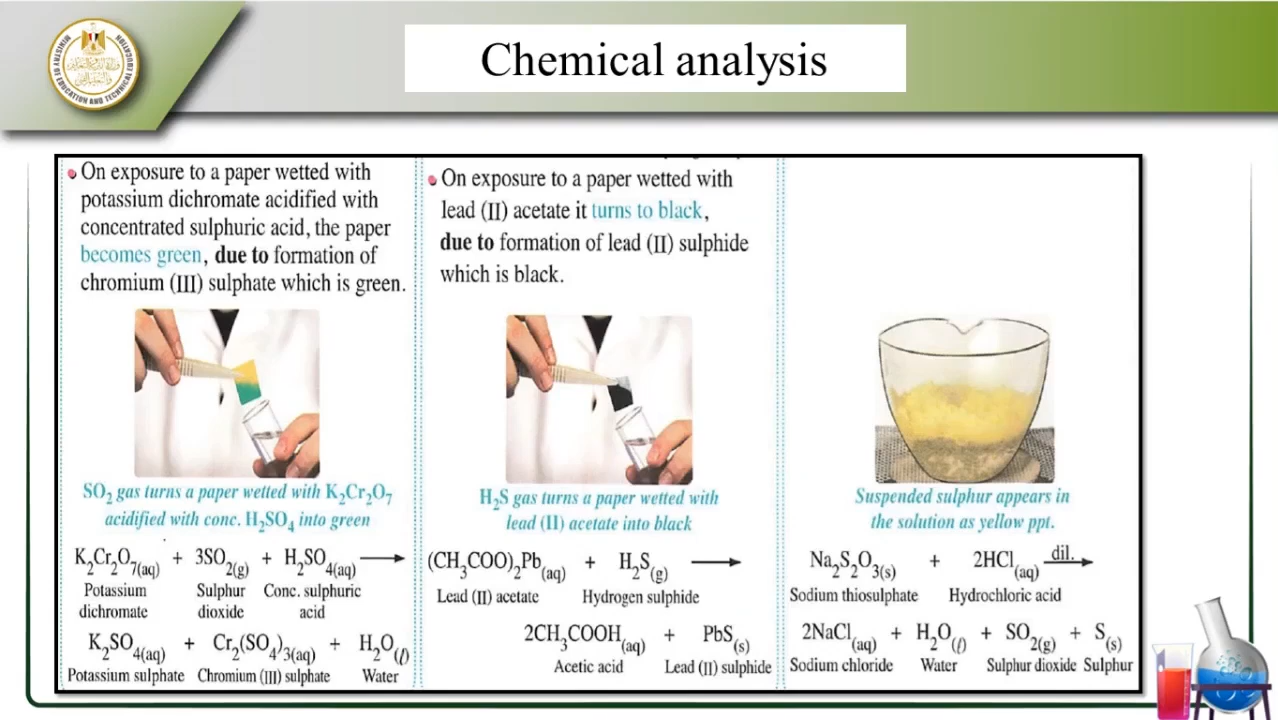 MINISTRY OF EDUCATION AND TECHNICAL EDUCATION
Chemical analysis
• On exposure to a paper wetted with
potassium dichromate acidified with
concentrated sulphuric acid, the paper
becomes green, due to formation of
chromium (III) sulphate which is green.
SO₂ gas turns a paper wetted with K₂Cr₂O₇
acidified with conc. H₂SO₄ into green
K₂Cr₂O₇(aq) + 3SO₂(g) + H₂SO₄(aq) ⟶
Potassium Sulphur Conc. sulphuric
dichromate dioxide acid
K₂SO₄(aq) + Cr₂(SO₄)₃(aq) + H₂O(ℓ)
Potassium sulphate Chromium (III) sulphate Water
• On exposure to a paper wetted with
lead (II) acetate it turns to black,
due to formation of lead (II) sulphide
which is black.
H₂S gas turns a paper wetted with
lead (II) acetate into black
(CH₃COO)₂Pb(aq) + H₂S(g) ⟶
Lead (II) acetate Hydrogen sulphide
2CH₃COOH(aq) + PbS(s)
Acetic acid Lead (II) sulphide
Suspended sulphur appears in
the solution as yellow ppt.
Na₂S₂O₃(s) + 2HCl(aq) dil. ⟶
Sodium thiosulphate Hydrochloric acid
2NaCl(aq) + H₂O(ℓ) + SO₂(g) + S(s)
Sodium chloride Water Sulphur dioxide Sulphur